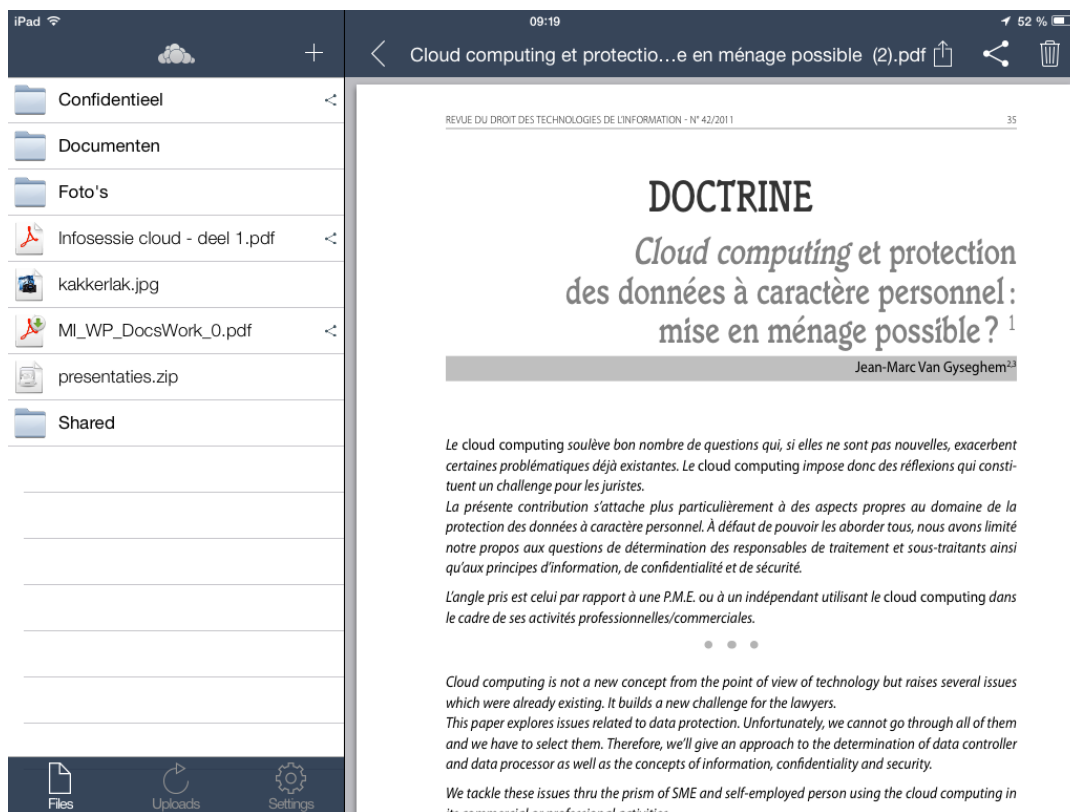 iPad
09:19
52 %
Cloud computing et protectio...e en ménage possible (2).pdf
Confidentieel
Documenten
Foto's
Infosessie cloud - deel 1.pdf
kakkerlak.jpg
MI_WP_DocsWork_0.pdf
presentaties.zip
Shared
Files
Uploads
Settings
REVUE DU DROIT DES TECHNOLOGIES DE L'INFORMATION - N° 42/2011
35
DOCTRINE
Cloud computing et protection
des données à caractère personnel :
mise en ménage possible ? 1
Jean-Marc Van Gyseghem2,3
Le cloud computing soulève bon nombre de questions qui, si elles ne sont pas nouvelles, exacerbent
certaines problématiques déjà existantes. Le cloud computing impose donc des réflexions qui consti-
tuent un challenge pour les juristes.
La présente contribution s'attache plus particulièrement à des aspects propres au domaine de la
protection des données à caractère personnel. À défaut de pouvoir les aborder tous, nous avons limité
notre propos aux questions de détermination des responsables de traitement et sous-traitants ainsi
qu'aux principes d'information, de confidentialité et de sécurité.
L'angle pris est celui par rapport à une P.M.E. ou à un indépendant utilisant le cloud computing dans
le cadre de ses activités professionnelles/commerciales.
Cloud computing is not a new concept from the point of view of technology but raises several issues
which were already existing. It builds a new challenge for the lawyers.
This paper explores issues related to data protection. Unfortunately, we cannot go through all of them
and we have to select them. Therefore, we'll give an approach to the determination of data controller
and data processor as well as the concepts of information, confidentiality and security.
We tackle these issues thru the prism of SME and self-employed person using the cloud computing in
its commercial or professional activities